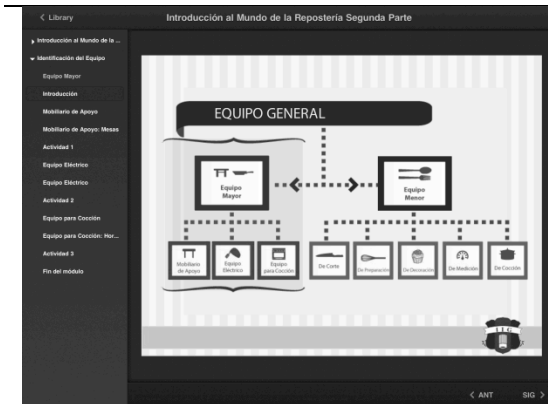 Library
Introducción al Mundo de la Repostería Segunda Parte
Introducción al Mundo de la ...
Identificación del Equipo
Equipo Mayor
Introducción
Mobiliario de Apoyo
Mobiliario de Apoyo: Mesas
Actividad 1
Equipo Eléctrico
Equipo Eléctrico
Actividad 2
Equipo para Cocción
Equipo para Cocción: Hor...
Actividad 3
Fin del módulo
EQUIPO GENERAL
Equipo
Mayor
Equipo
Menor
Mobiliario
de Apoyo
Equipo
Eléctrico
Equipo
para Cocción
De Corte
De Preparación
De Decoración
De Medición
De Cocción
ANT
SIG